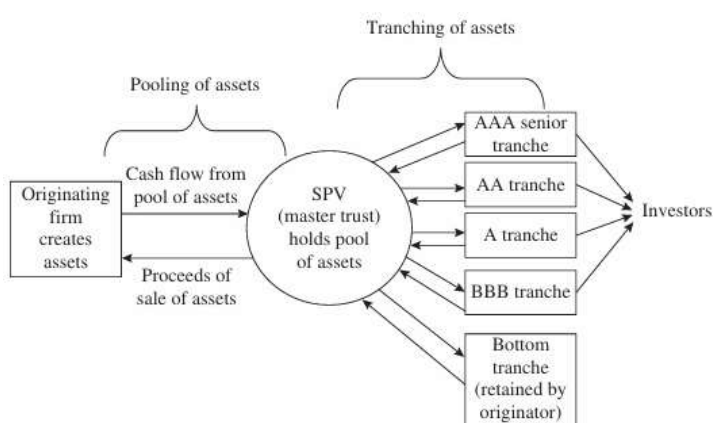 Tranching of assets
Pooling of assets
Originating
firm
creates
assets
Cash flow from
pool of assets
Proceeds of
sale of assets
SPV
(master trust)
holds pool
of assets
AAA senior
tranche
AA tranche
A tranche
BBB tranche
Bottom
tranche
(retained by
originator)
Investors